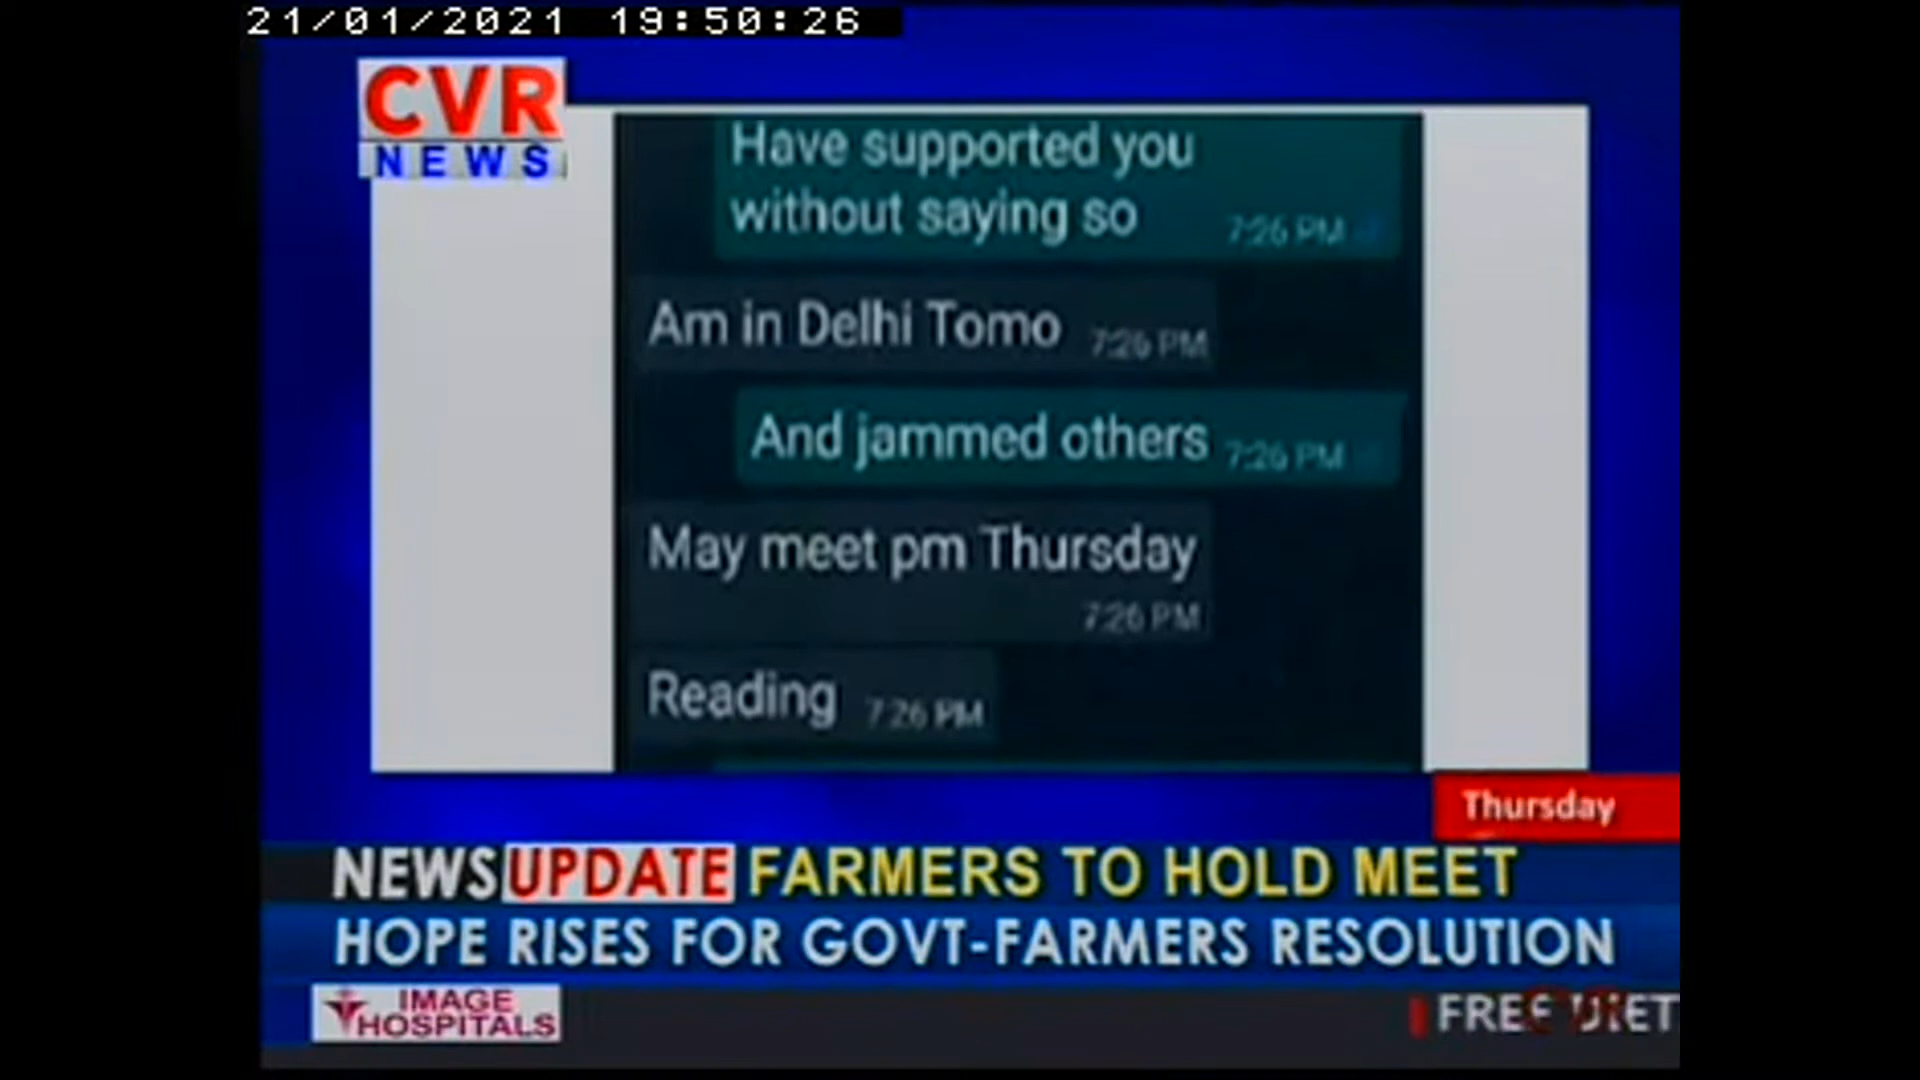 21/01/2021 19:50:26
CVR
NEWS
Have supported you
without saying so 7:26 PM
Am in Delhi Tomo 7:26 PM
And jammed others 7:26 PM
May meet pm Thursday
7:26 PM
Reading 7:26 PM
Thursday
NEWS UPDATE FARMERS TO HOLD MEET
HOPE RISES FOR GOVT-FARMERS RESOLUTION
IMAGE
HOSPITALS
FREE DIET